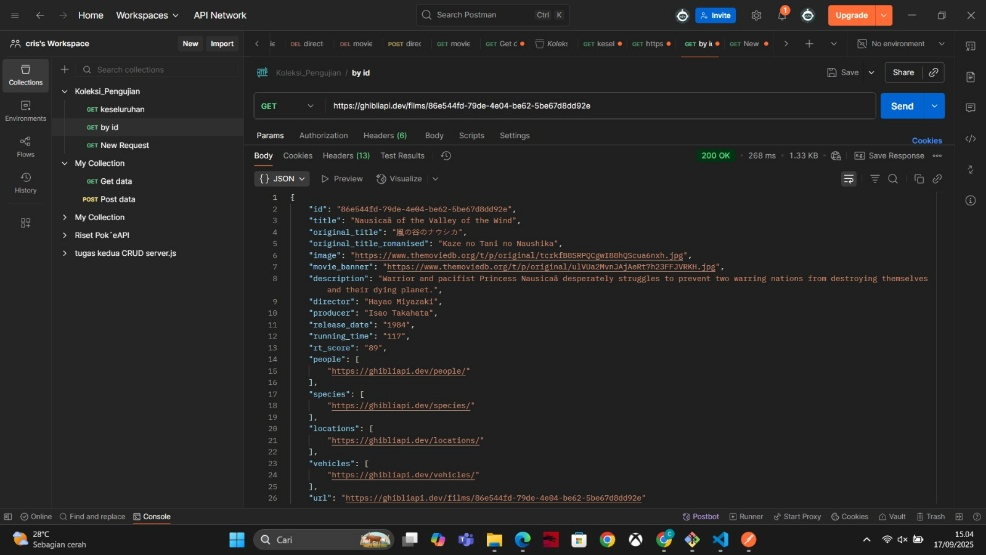 Home Workspaces API Network Search Postman Ctrl K Invite 1 Upgrade
cris's Workspace New Import direct DEL movie POST direc GET movie GET Get c Koleks GET kesel GET https GET by i GET New No environment
Collections Search collections Koleksi_Pengujian / by id Save Share
Koleksi_Pengujian
GET keseluruhan GET https://ghibliapi.dev/films/86e544fd-79de-4e04-be62-5be67d8dd92e Send
Environments
GET by id
GET New Request Params Authorization Headers (6) Body Scripts Settings Cookies
Flows
My Collection Body Cookies Headers (13) Test Results 200 OK • 268 ms • 1.33 KB • Save Response
GET Get data {} JSON Preview Visualize
History
POST Post data
My Collection
Riset Pok´eAPI
tugas kedua CRUD server.js
1 {
2 "id": "86e544fd-79de-4e04-be62-5be67d8dd92e",
3 "title": "Nausicaä of the Valley of the Wind",
4 "original_title": "風の谷のナウシカ",
5 "original_title_romanised": "Kaze no Tani no Naushika",
6 "image": "https://www.themoviedb.org/t/p/original/tcrkfB8SRPQCgwI88hQScua6nxh.jpg",
7 "movie_banner": "https://www.themoviedb.org/t/p/original/ulVUa2MvnJAjAeRt7h23FFJVRKH.jpg",
8 "description": "Warrior and pacifist Princess Nausicaä desperately struggles to prevent two warring nations from destroying themselves
and their dying planet.",
9 "director": "Hayao Miyazaki",
10 "producer": "Isao Takahata",
11 "release_date": "1984",
12 "running_time": "117",
13 "rt_score": "89",
14 "people": [
15 "https://ghibliapi.dev/people/"
16 ],
17 "species": [
18 "https://ghibliapi.dev/species/"
19 ],
20 "locations": [
21 "https://ghibliapi.dev/locations/"
22 ],
23 "vehicles": [
24 "https://ghibliapi.dev/vehicles/"
25 ],
26 "url": "https://ghibliapi.dev/films/86e544fd-79de-4e04-be62-5be67d8dd92e"
Online Find and replace Console Postbot Runner Start Proxy Cookies Vault Trash
28°C
Sebagian cerah
Cari
15.04
17/09/2025